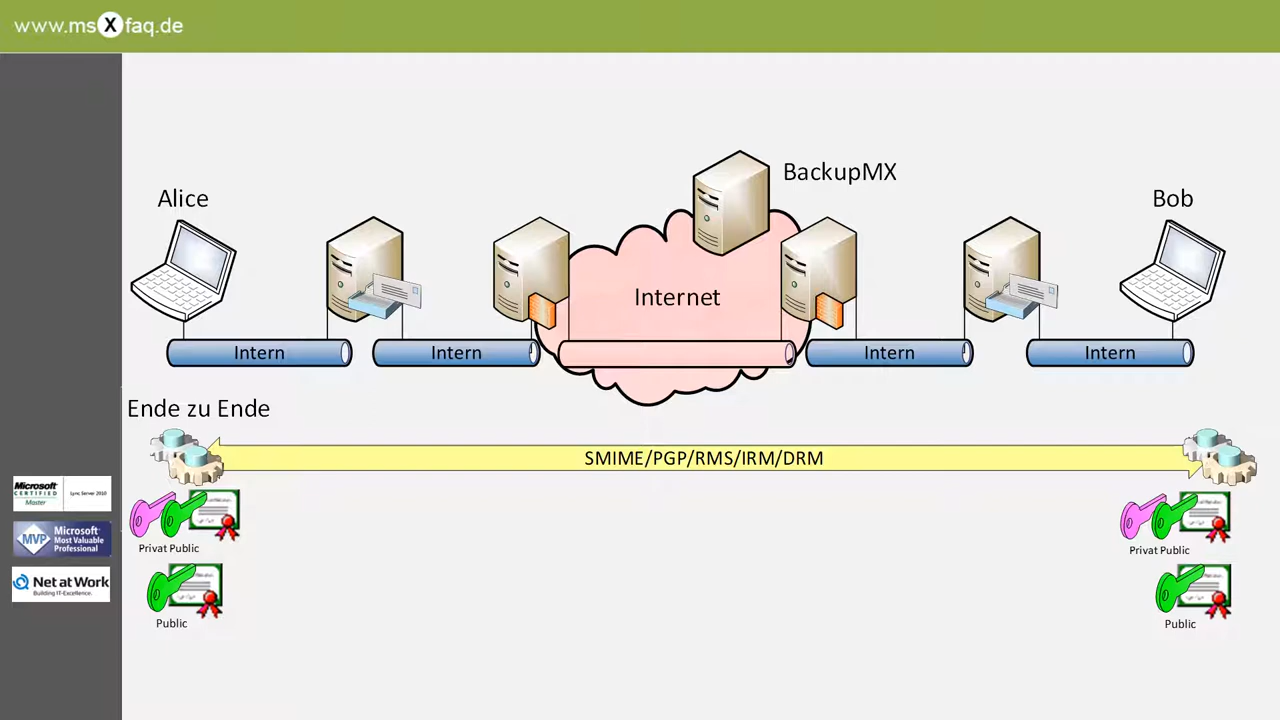 www.msXfaq.de
BackupMX
Alice
Bob
Internet
Intern
Intern
Intern
Intern
Ende zu Ende
SMIME/PGP/RMS/IRM/DRM
Microsoft
CERTIFIED
Master
Lync Server 2010
MVP
Microsoft
Most Valuable
Professional
Net at Work
Building IT-Excellence.
Privat Public
Privat Public
Public
Public